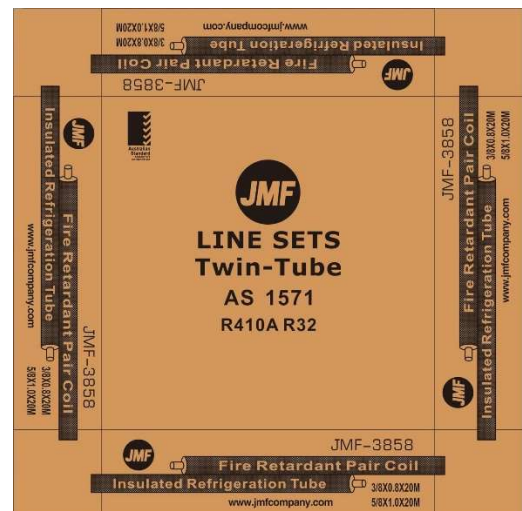 www.jmfcompany.com
5/8X1.0X20M
Insulated Refrigeration Tube
3/8X0.8X20M
Fire Retardant Pair Coil
JMF
JMF-3858
JMF
Insulated Refrigeration Tube
Fire Retardant Pair Coil
www.jmfcompany.com
JMF-3858
3/8X0.8X20M
5/8X1.0X20M
Australian
Standard
JMF
LINE SETS
Twin-Tube
AS 1571
R410A R32
JMF-3858
3/8X0.8X20M
5/8X1.0X20M
Fire Retardant Pair Coil
Insulated Refrigeration Tube
www.jmfcompany.com
JMF
JMF-3858
JMF
Fire Retardant Pair Coil
Insulated Refrigeration Tube
3/8X0.8X20M
www.jmfcompany.com
5/8X1.0X20M